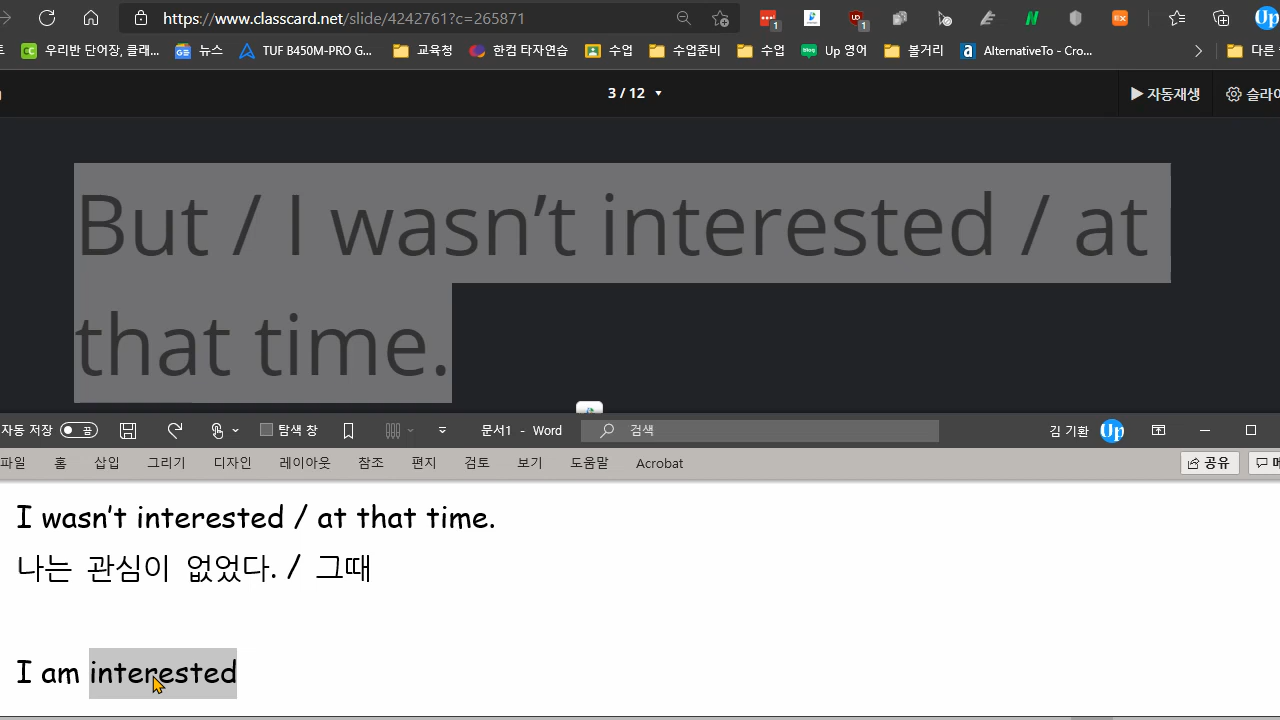 https://www.classcard.net/slide/4242761?c=265871
우리반 단어장, 클래... 뉴스 TUF B450M-PRO G... 교육청 한컴 타자연습 수업 수업준비 수업 Up 영어 볼거리 AlternativeTo - Cro... 다른
3 / 12 자동재생 슬라이
But / I wasn’t interested / at
that time.
자동 저장 끔 탐색 창 문서1 - Word 검색 김 기환 Up
파일 홈 삽입 그리기 디자인 레이아웃 참조 편지 검토 보기 도움말 Acrobat 공유 메
I wasn’t interested / at that time.
나는 관심이 없었다. / 그때
I am interested